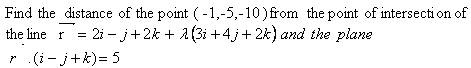 Find the distance of the point ( -1,-5,-10 ) from the point of intersection of
the line r⃗ = 2i − j + 2k + λ(3i + 4j + 2k) and the plane
r⃗ .(i − j + k) = 5